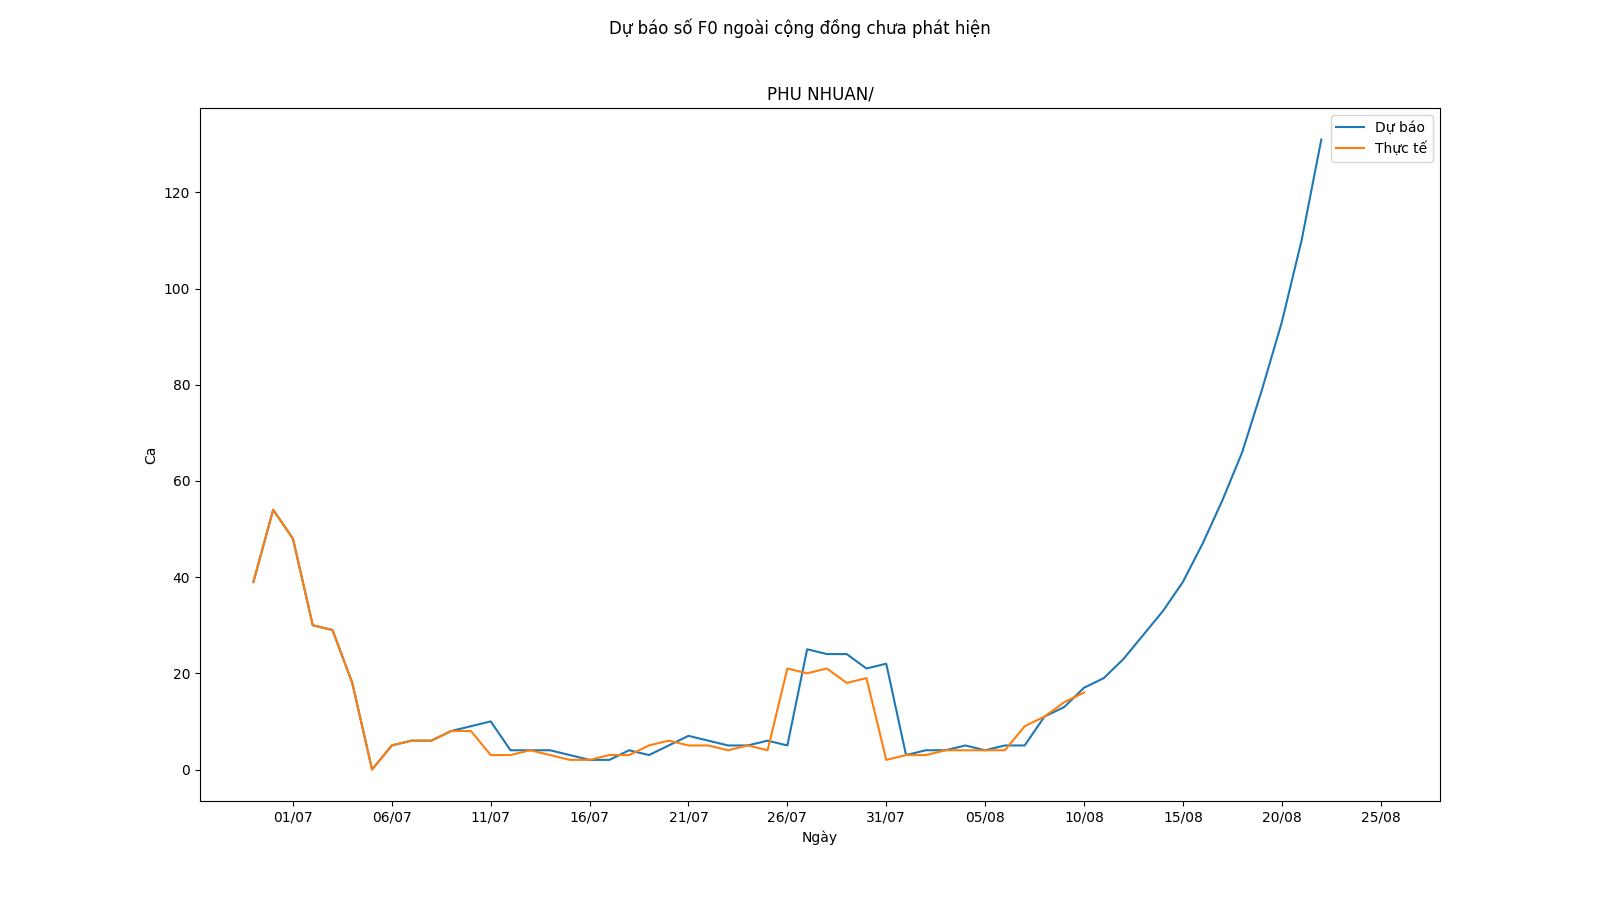 Dự báo số F0 ngoài cộng đồng chưa phát hiện
PHU NHUAN/
Dự báo
Thực tế
120
100
80
60
40
20
0
Ca
01/07 06/07 11/07 16/07 21/07 26/07 31/07 05/08 10/08 15/08 20/08 25/08
Ngày